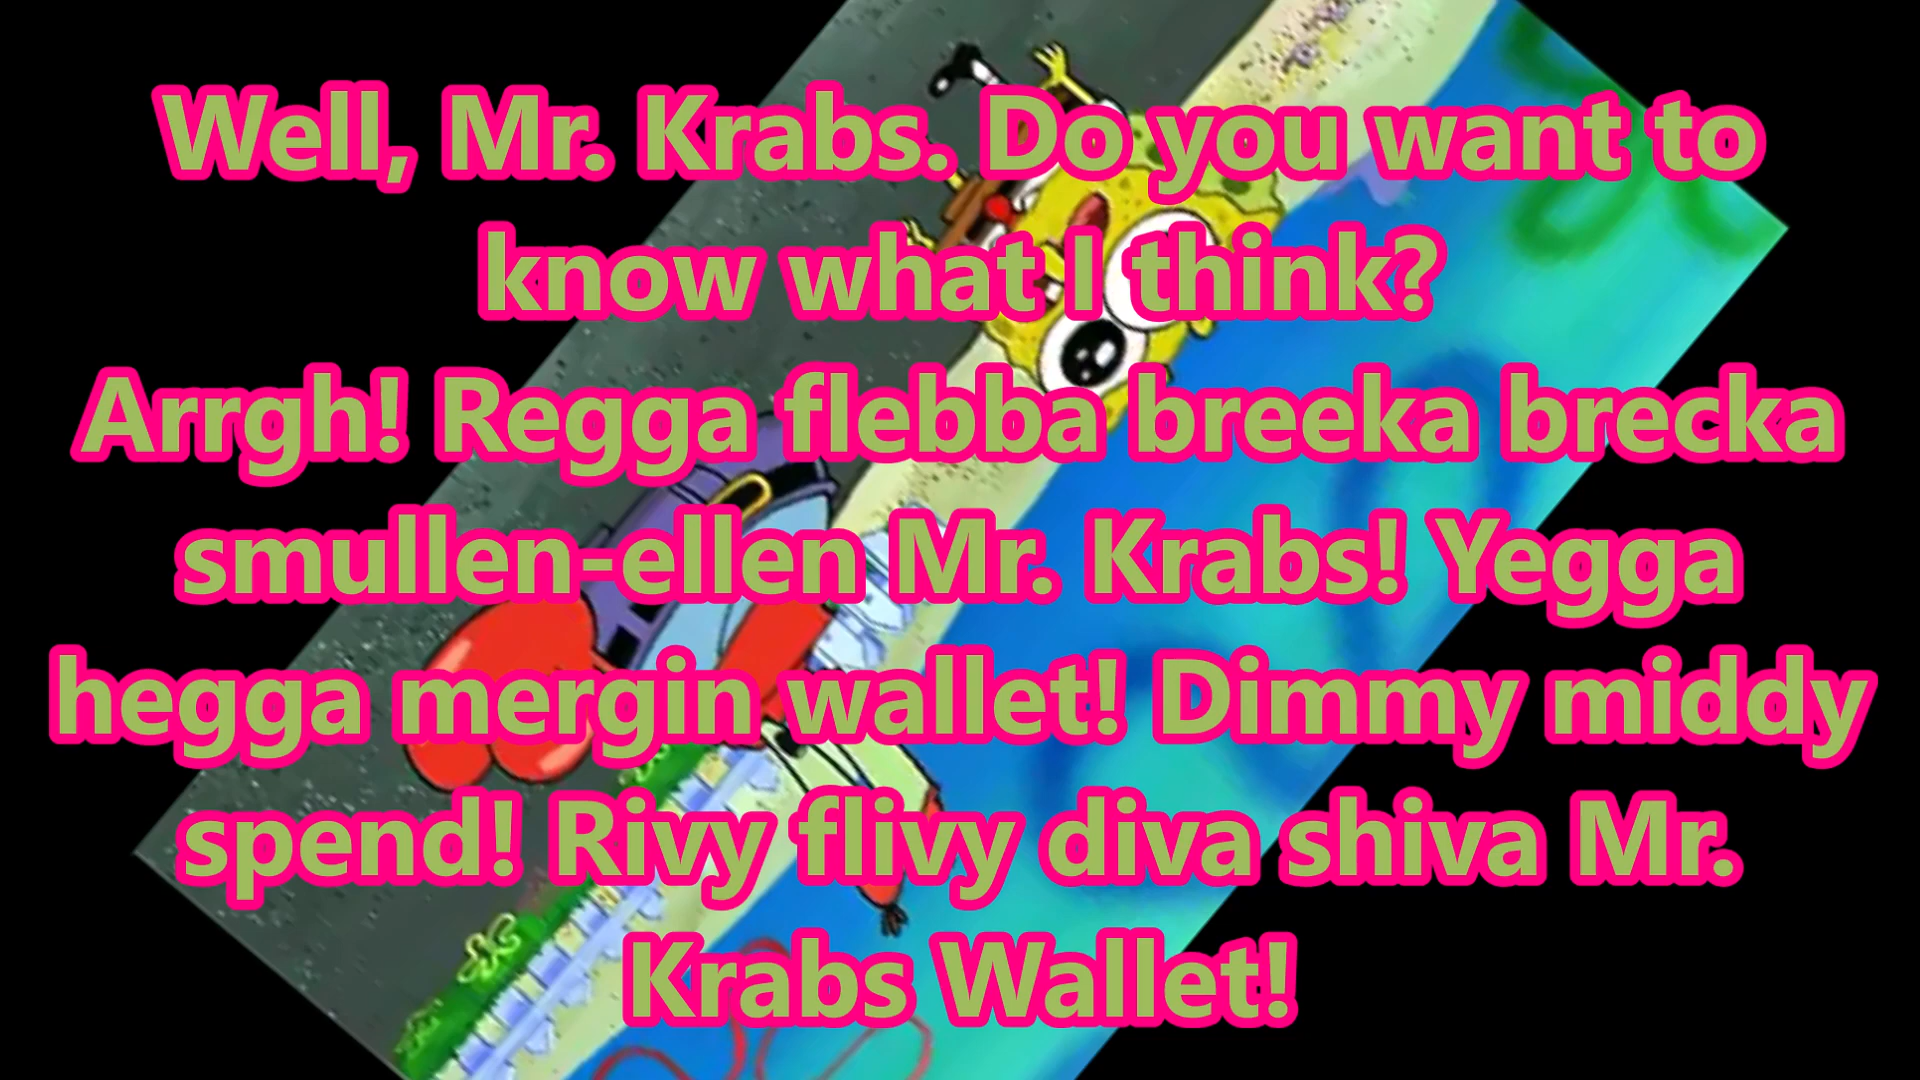 Well, Mr. Krabs. Do you want to
know what I think?
Arrgh! Regga flebba breeka brecka
smullen-ellen Mr. Krabs! Yegga
hegga mergin wallet! Dimmy middy
spend! Rivy flivy diva shiva Mr.
Krabs Wallet!